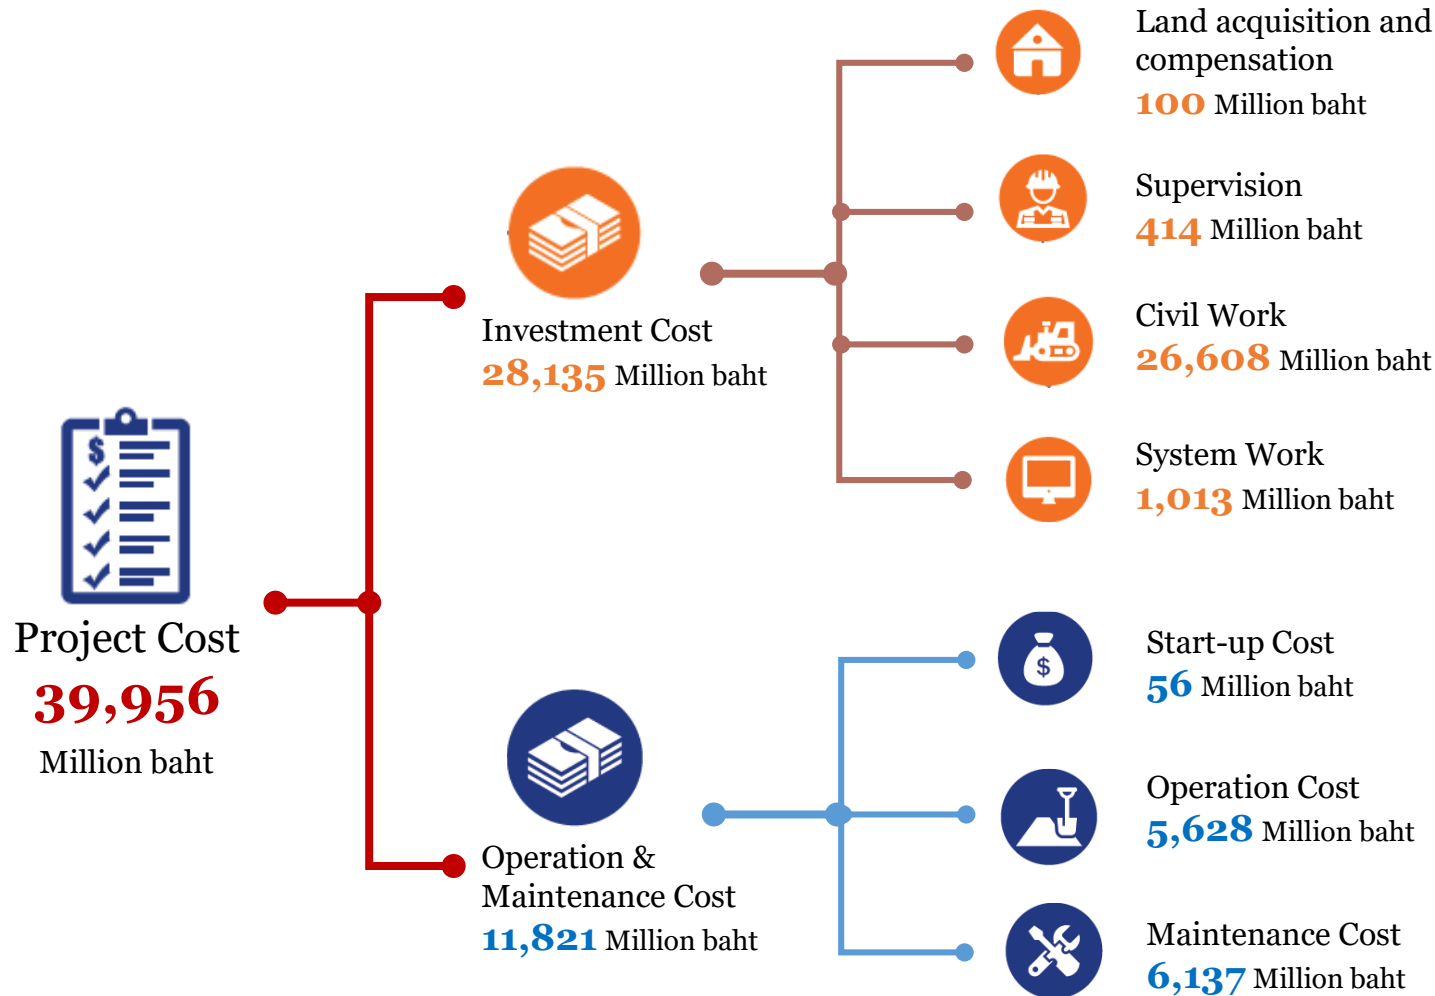 Project Cost
39,956
Million baht
Investment Cost
28,135 Million baht
Land acquisition and
compensation
100 Million baht
Supervision
414 Million baht
Civil Work
26,608 Million baht
System Work
1,013 Million baht
Operation &
Maintenance Cost
11,821 Million baht
Start-up Cost
56 Million baht
Operation Cost
5,628 Million baht
Maintenance Cost
6,137 Million baht